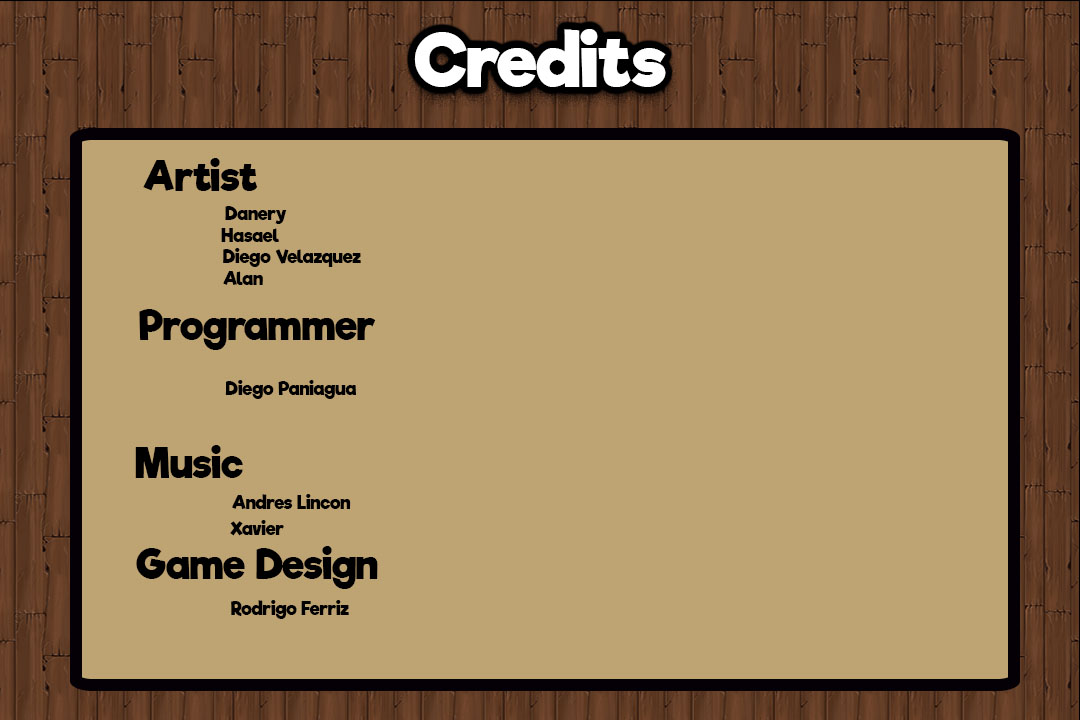 Credits
Artist
Danery
Hasael
Diego Velazquez
Alan
Programmer
Diego Paniagua
Music
Andres Lincon
Xavier
Game Design
Rodrigo Ferriz